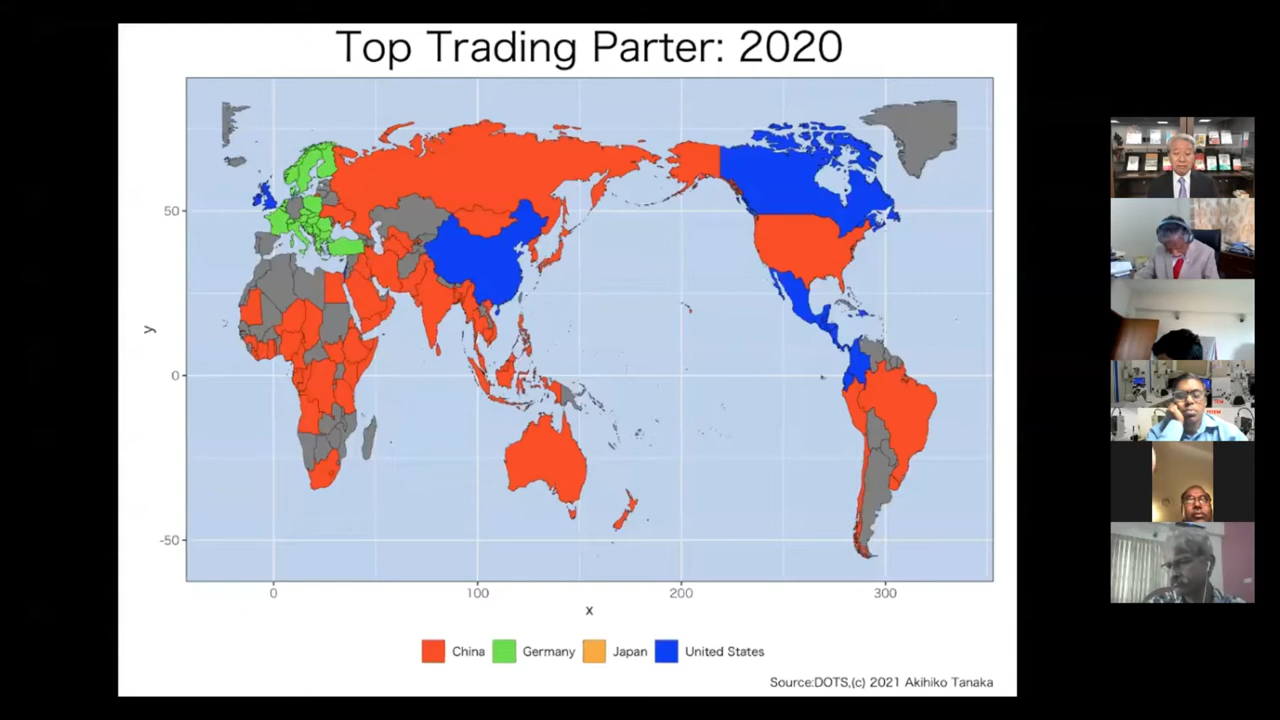 Top Trading Parter: 2020
50
0
-50
y
0 100 200 300
x
China Germany Japan United States
Source:DOTS,(c) 2021 Akihiko Tanaka